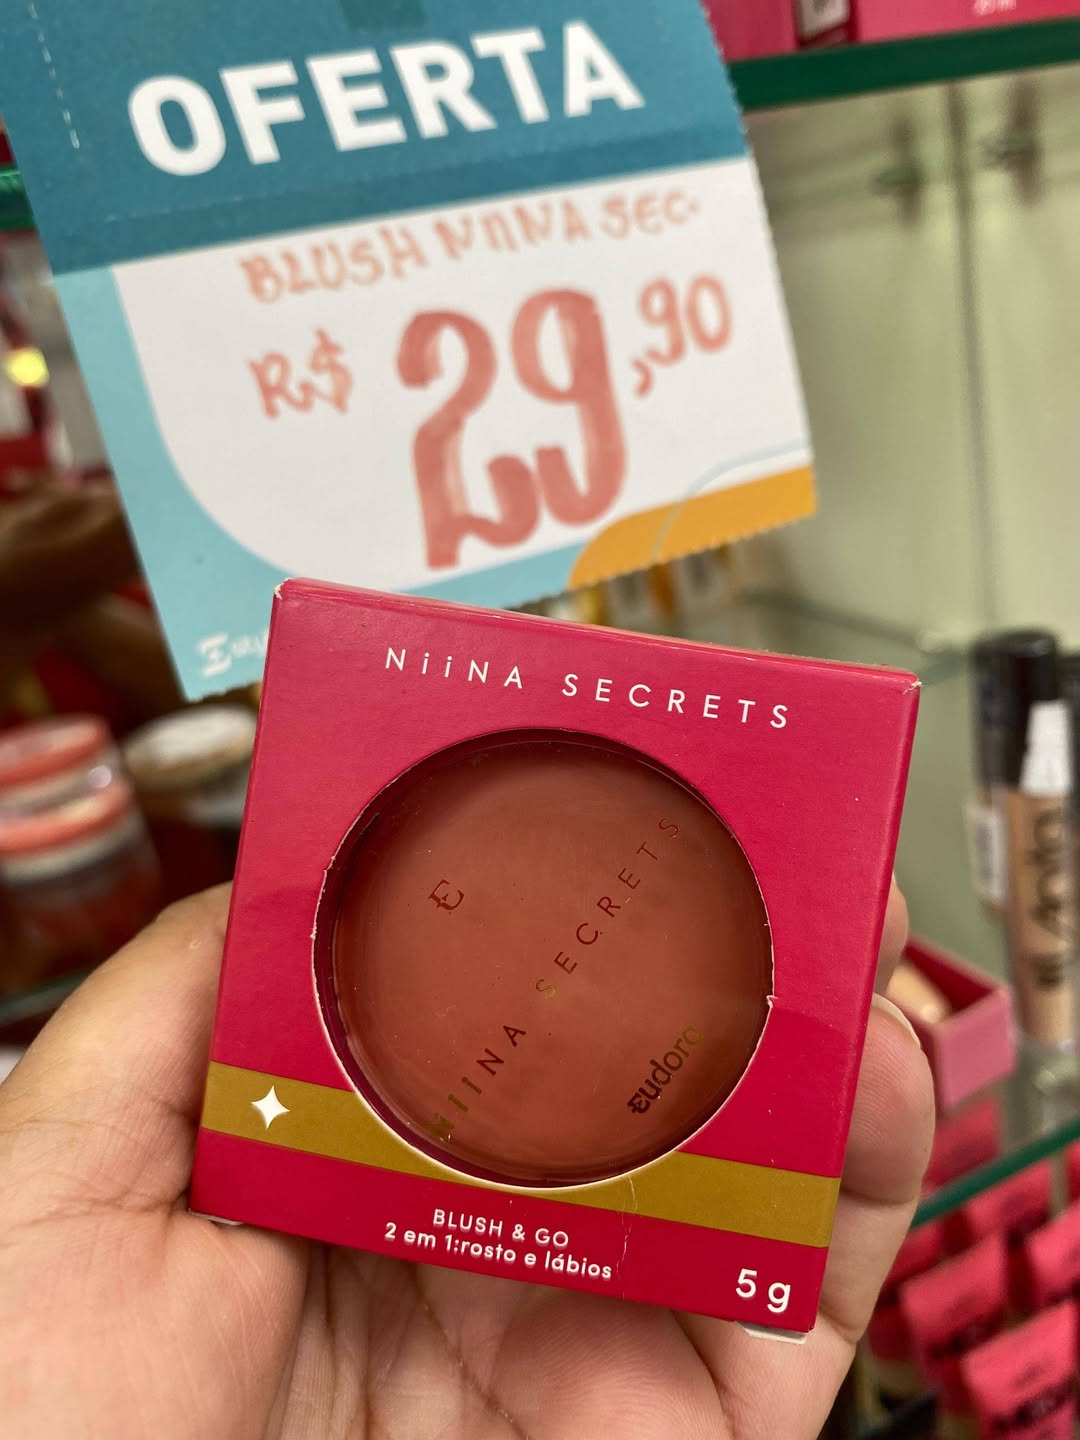 OFERTA
BLUSH NIINA SEC.
R$ 29,90
NiiNA SECRETS
E
NIINA SECRETS
Eudora
BLUSH & GO
2 em 1:rosto e lábios
5 g